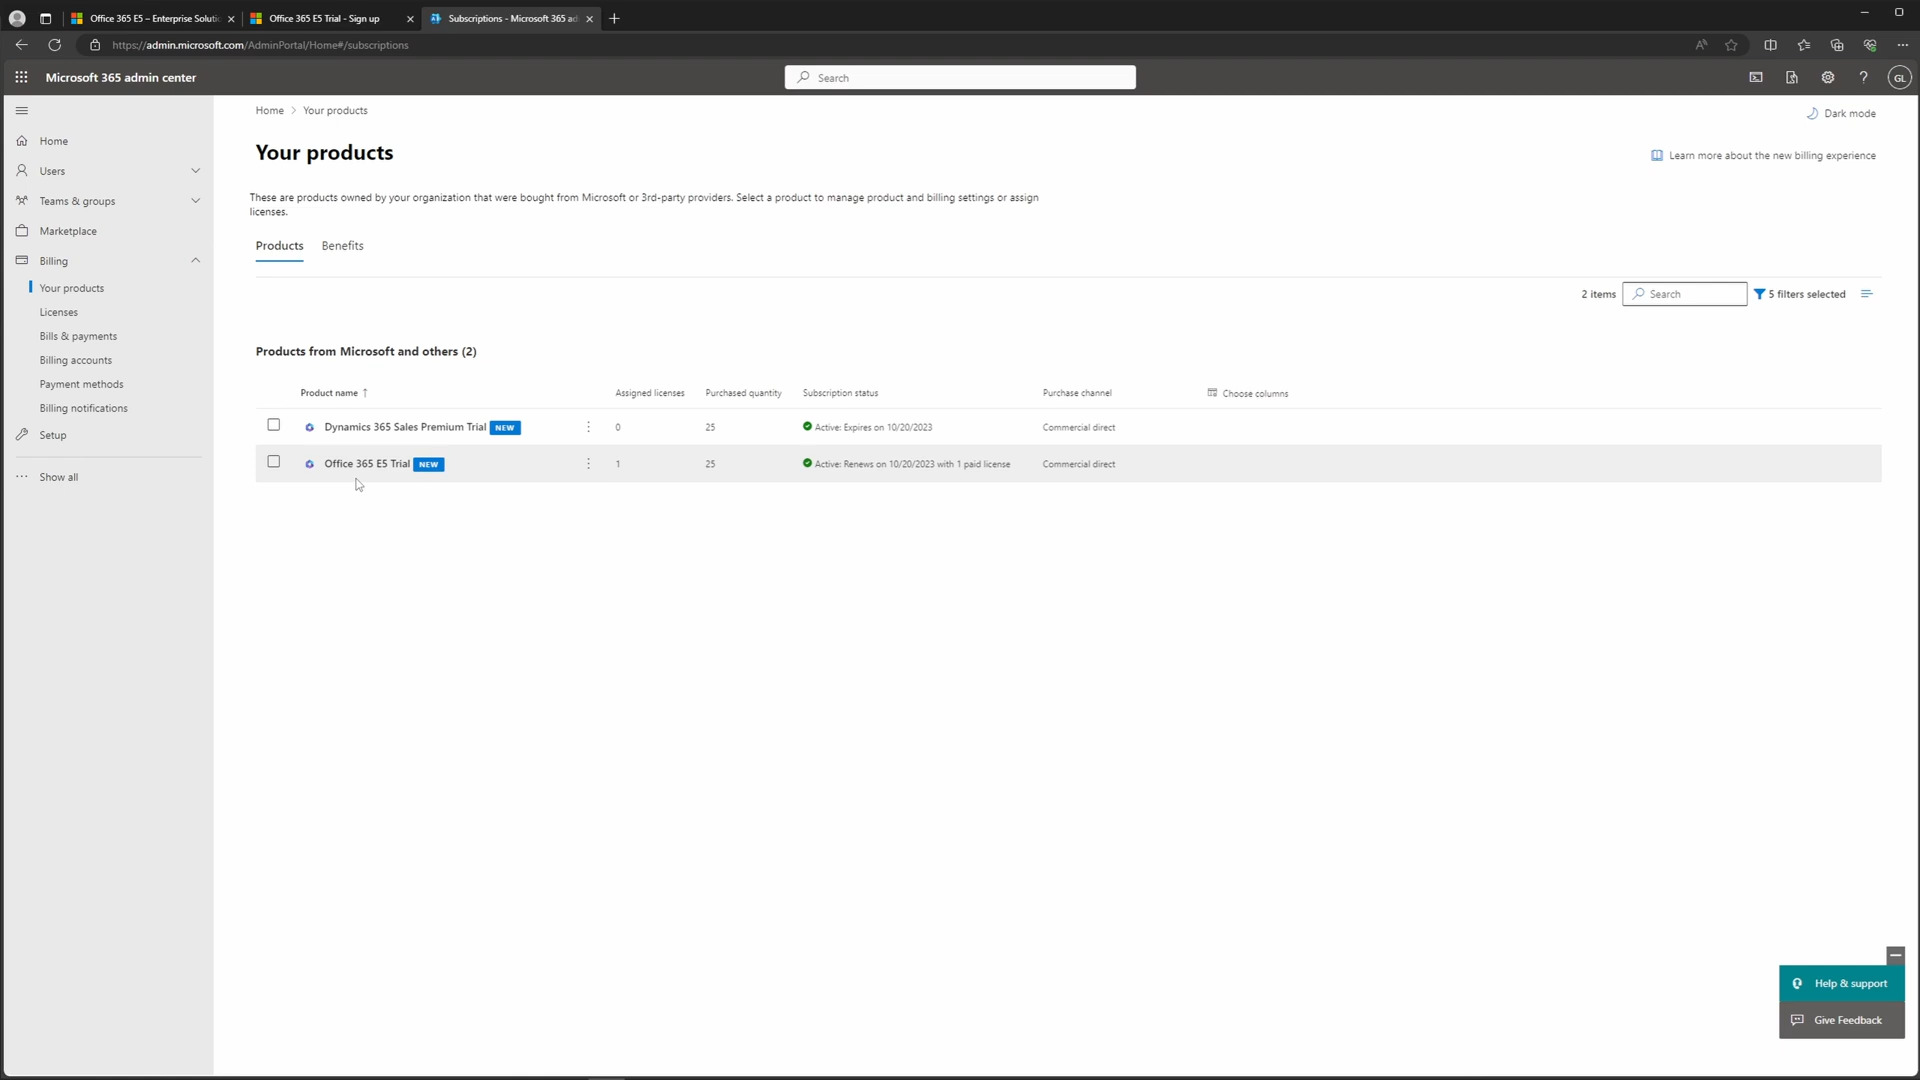 Office 365 E5 – Enterprise Soluti
Office 365 E5 Trial - Sign up
Subscriptions - Microsoft 365 ad
https://admin.microsoft.com/AdminPortal/Home#/subscriptions
Microsoft 365 admin center
Search
GL
Home
Users
Teams & groups
Marketplace
Billing
Your products
Licenses
Bills & payments
Billing accounts
Payment methods
Billing notifications
Setup
Show all
Home > Your products
Dark mode
Your products
Learn more about the new billing experience
These are products owned by your organization that were bought from Microsoft or 3rd-party providers. Select a product to manage product and billing settings or assign
licenses.
Products Benefits
2 items Search 5 filters selected
Products from Microsoft and others (2)
Product name ↑ Assigned licenses Purchased quantity Subscription status Purchase channel Choose columns
Dynamics 365 Sales Premium Trial NEW 0 25 Active: Expires on 10/20/2023 Commercial direct
Office 365 E5 Trial NEW 1 25 Active: Renews on 10/20/2023 with 1 paid license Commercial direct
Help & support
Give Feedback